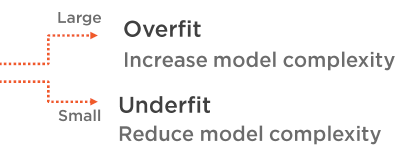 Large
Overfit
Increase model complexity
Underfit
Small
Reduce model complexity